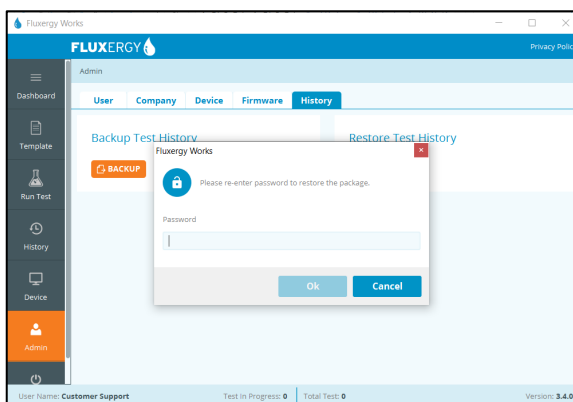 Fluxergy Works
FLUXERGY
Privacy Polic
Admin
Dashboard
User Company Device Firmware History
Template
Backup Test History
Restore Test History
BACKUP
Fluxergy Works
Please re-enter password to restore the package.
Password
Ok Cancel
Run Test
History
Device
Admin
User Name: Customer Support Test In Progress: 0 Total Test: 0 Version: 3.4.0